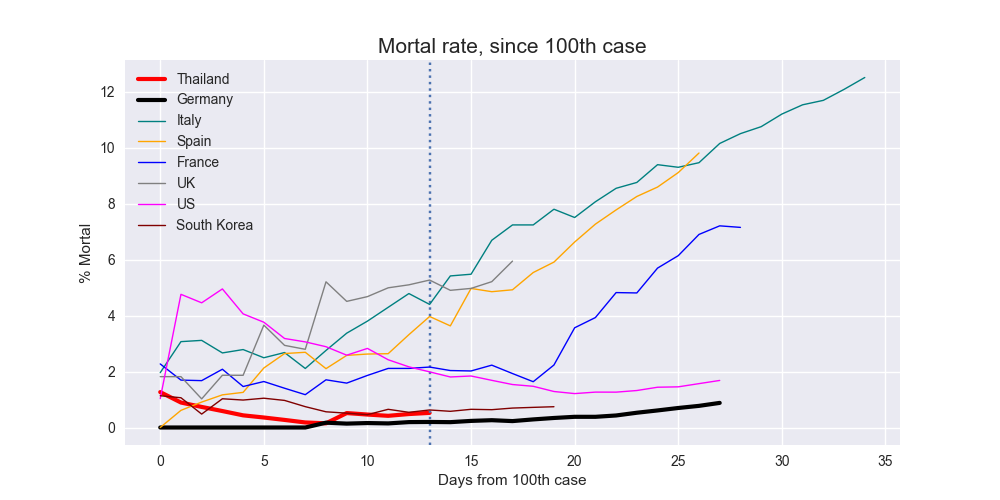 Mortal rate, since 100th case
Thailand
Germany
Italy
Spain
France
UK
US
South Korea
% Mortal
12
10
8
6
4
2
0
0 5 10 15 20 25 30 35
Days from 100th case